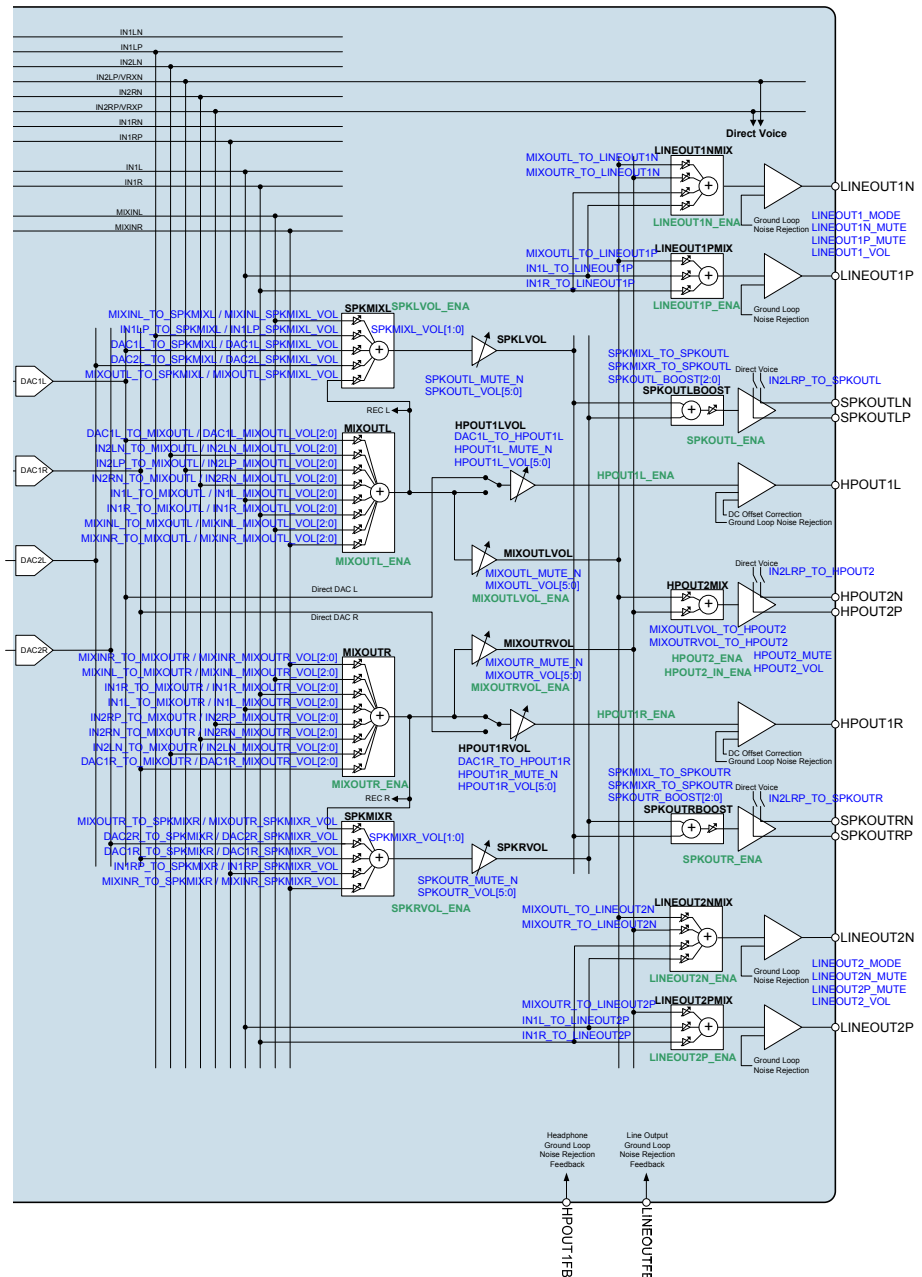 IN1LN
IN1LP
IN2LN
IN2LP/VRXN
IN2RN
IN2RP/VRXP
IN1RN
IN1RP
IN1L
IN1R
MIXINL
MIXINR
Direct Voice
MIXOUTL_TO_LINEOUT1N
MIXOUTR_TO_LINEOUT1N
LINEOUT1NMIX
LINEOUT1N_ENA
Ground Loop
Noise Rejection
LINEOUT1N
LINEOUT1_MODE
LINEOUT1N_MUTE
LINEOUT1P_MUTE
LINEOUT1_VOL
MIXOUTL_TO_LINEOUT1P
IN1L_TO_LINEOUT1P
IN1R_TO_LINEOUT1P
LINEOUT1PMIX
LINEOUT1P_ENA
Ground Loop
Noise Rejection
LINEOUT1P
SPKMIXL
SPKLVOL_ENA
MIXINL_TO_SPKMIXL / MIXINL_SPKMIXL_VOL
IN1LP_TO_SPKMIXL / IN1LP_SPKMIXL_VOL
DAC1L_TO_SPKMIXL / DAC1L_SPKMIXL_VOL
DAC2L_TO_SPKMIXL / DAC2L_SPKMIXL_VOL
MIXOUTL_TO_SPKMIXL / MIXOUTL_SPKMIXL_VOL
SPKMIXL_VOL[1:0]
SPKLVOL
SPKOUTL_MUTE_N
SPKOUTL_VOL[5:0]
SPKMIXL_TO_SPKOUTL
SPKMIXR_TO_SPKOUTL
SPKOUTL_BOOST[2:0]
SPKOUTLBOOST
SPKOUTL_ENA
Direct Voice
IN2LRP_TO_SPKOUTL
SPKOUTLN
SPKOUTLP
DAC1L
REC L
MIXOUTL
DAC1L_TO_MIXOUTL / DAC1L_MIXOUTL_VOL[2:0]
IN2LN_TO_MIXOUTL / IN2LN_MIXOUTL_VOL[2:0]
IN2LP_TO_MIXOUTL / IN2LP_MIXOUTL_VOL[2:0]
IN2RN_TO_MIXOUTL / IN2RN_MIXOUTL_VOL[2:0]
IN1L_TO_MIXOUTL / IN1L_MIXOUTL_VOL[2:0]
IN1R_TO_MIXOUTL / IN1R_MIXOUTL_VOL[2:0]
MIXINL_TO_MIXOUTL / MIXINL_MIXOUTL_VOL[2:0]
MIXINR_TO_MIXOUTL / MIXINR_MIXOUTL_VOL[2:0]
MIXOUTL_ENA
HPOUT1LVOL
DAC1L_TO_HPOUT1L
HPOUT1L_MUTE_N
HPOUT1L_VOL[5:0]
HPOUT1L_ENA
DC Offset Correction
Ground Loop Noise Rejection
HPOUT1L
DAC1R
DAC2L
MIXOUTLVOL
MIXOUTL_MUTE_N
MIXOUTL_VOL[5:0]
MIXOUTLVOL_ENA
Direct DAC L
Direct DAC R
HPOUT2MIX
Direct Voice
IN2LRP_TO_HPOUT2
HPOUT2N
HPOUT2P
MIXOUTLVOL_TO_HPOUT2
MIXOUTRVOL_TO_HPOUT2
HPOUT2_ENA
HPOUT2_IN_ENA
HPOUT2_MUTE
HPOUT2_VOL
DAC2R
MIXOUTRVOL
MIXOUTR_MUTE_N
MIXOUTR_VOL[5:0]
MIXOUTRVOL_ENA
MIXOUTR
MIXINR_TO_MIXOUTR / MIXINR_MIXOUTR_VOL[2:0]
MIXINL_TO_MIXOUTR / MIXINL_MIXOUTR_VOL[2:0]
IN1R_TO_MIXOUTR / IN1R_MIXOUTR_VOL[2:0]
IN1L_TO_MIXOUTR / IN1L_MIXOUTR_VOL[2:0]
IN2RP_TO_MIXOUTR / IN2RP_MIXOUTR_VOL[2:0]
IN2RN_TO_MIXOUTR / IN2RN_MIXOUTR_VOL[2:0]
IN2LN_TO_MIXOUTR / IN2LN_MIXOUTR_VOL[2:0]
DAC1R_TO_MIXOUTR / DAC1R_MIXOUTR_VOL[2:0]
MIXOUTR_ENA
HPOUT1RVOL
DAC1R_TO_HPOUT1R
HPOUT1R_MUTE_N
HPOUT1R_VOL[5:0]
HPOUT1R_ENA
DC Offset Correction
Ground Loop Noise Rejection
HPOUT1R
REC R
SPKMIXR
MIXOUTR_TO_SPKMIXR / MIXOUTR_SPKMIXR_VOL
DAC2R_TO_SPKMIXR / DAC2R_SPKMIXR_VOL
DAC1R_TO_SPKMIXR / DAC1R_SPKMIXR_VOL
IN1RP_TO_SPKMIXR / IN1RP_SPKMIXR_VOL
MIXINR_TO_SPKMIXR / MIXINR_SPKMIXR_VOL
SPKMIXR_VOL[1:0]
SPKRVOL
SPKOUTR_MUTE_N
SPKOUTR_VOL[5:0]
SPKRVOL_ENA
SPKMIXL_TO_SPKOUTR
SPKMIXR_TO_SPKOUTR
SPKOUTR_BOOST[2:0]
SPKOUTRBOOST
SPKOUTR_ENA
Direct Voice
IN2LRP_TO_SPKOUTR
SPKOUTRN
SPKOUTRP
MIXOUTL_TO_LINEOUT2N
MIXOUTR_TO_LINEOUT2N
LINEOUT2NMIX
LINEOUT2N_ENA
Ground Loop
Noise Rejection
LINEOUT2N
LINEOUT2_MODE
LINEOUT2N_MUTE
LINEOUT2P_MUTE
LINEOUT2_VOL
MIXOUTR_TO_LINEOUT2P
IN1L_TO_LINEOUT2P
IN1R_TO_LINEOUT2P
LINEOUT2PMIX
LINEOUT2P_ENA
Ground Loop
Noise Rejection
LINEOUT2P
Headphone
Ground Loop
Noise Rejection
Feedback
Line Output
Ground Loop
Noise Rejection
Feedback
HPOUT1FB
LINEOUTFB